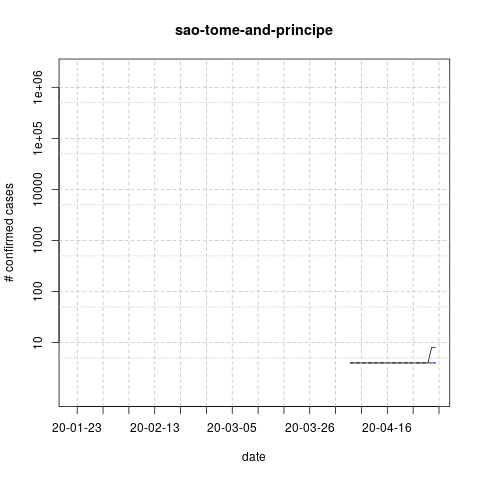 sao-tome-and-principe
# confirmed cases
1e+06
1e+05
10000
1000
100
10
20-01-23 20-02-13 20-03-05 20-03-26 20-04-16
date